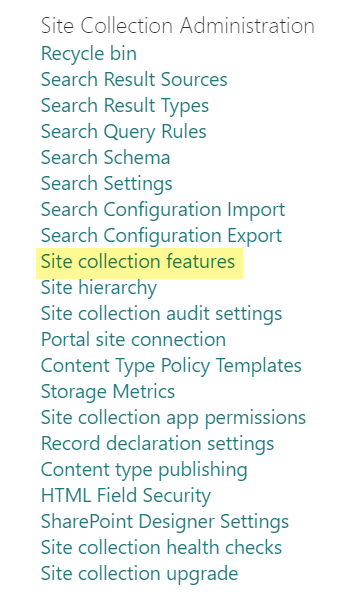 Site Collection Administration
Recycle bin
Search Result Sources
Search Result Types
Search Query Rules
Search Schema
Search Settings
Search Configuration Import
Search Configuration Export
Site collection features
Site hierarchy
Site collection audit settings
Portal site connection
Content Type Policy Templates
Storage Metrics
Site collection app permissions
Record declaration settings
Content type publishing
HTML Field Security
SharePoint Designer Settings
Site collection health checks
Site collection upgrade